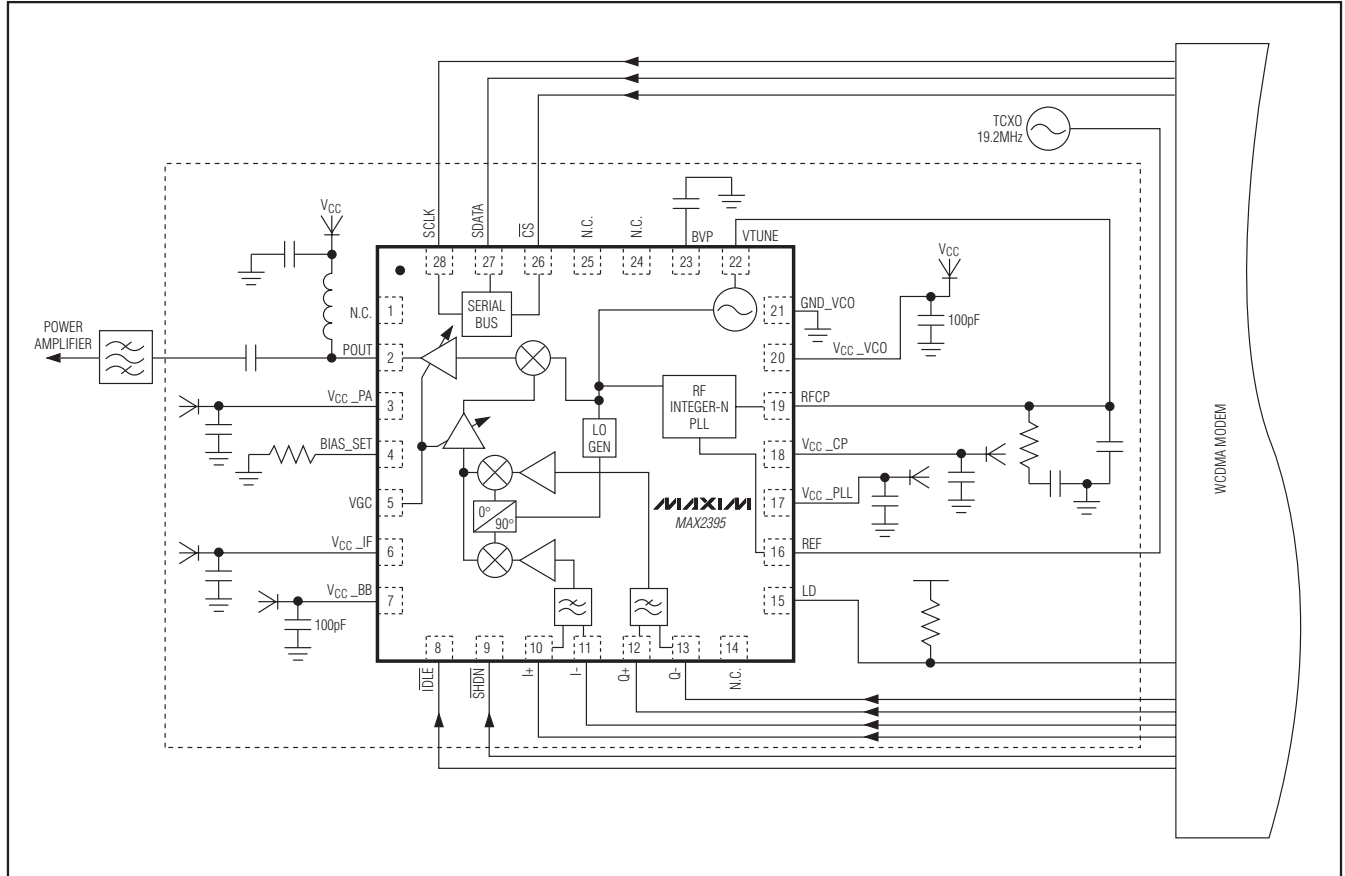 TCXO
19.2MHz
WCDMA MODEM
VCC
SCLK
SDATA
CS
N.C.
N.C.
BVP
VTUNE
28
27
26
25
24
23
22
SERIAL
BUS
N.C.
1
POWER
AMPLIFIER
POUT
2
VCC_PA
3
BIAS_SET
4
VGC
5
VCC_IF
6
VCC_BB
7
100pF
LO
GEN
0°
90°
RF
INTEGER-N
PLL
MAXIM
MAX2395
21
GND_VCO
VCC
100pF
20
VCC_VCO
19
RFCP
18
VCC_CP
17
VCC_PLL
16
REF
15
LD
8
9
10
11
12
13
14
IDLE
SHDN
I+
I-
Q+
Q-
N.C.